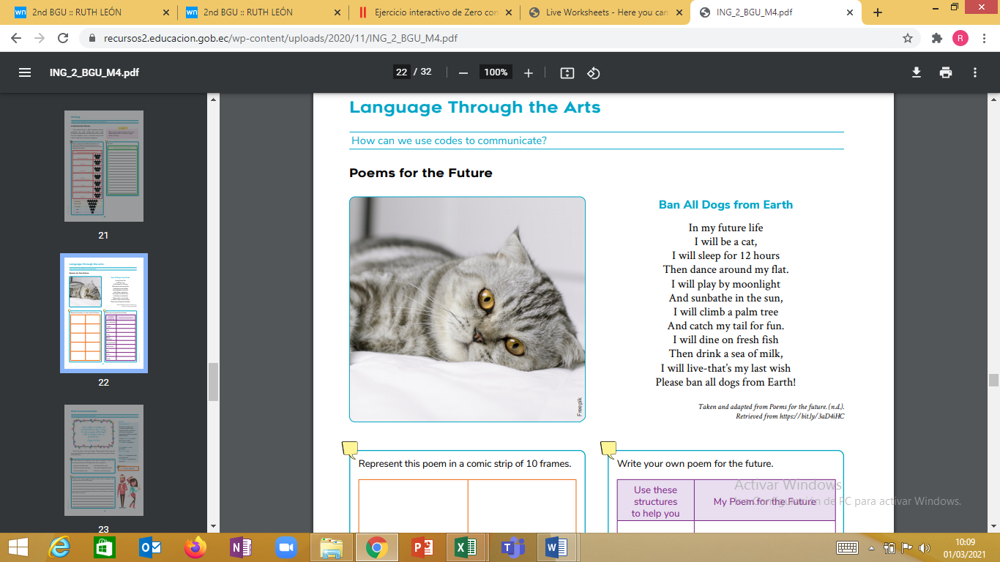 2nd BGU :: RUTH LEÓN
2nd BGU :: RUTH LEÓN
Ejercicio interactivo de Zero con
Live Worksheets - Here you can
ING_2_BGU_M4.pdf
recursos2.educacion.gob.ec/wp-content/uploads/2020/11/ING_2_BGU_M4.pdf
R
ING_2_BGU_M4.pdf
22 / 32
100%
21
22
23
Language Through the Arts
How can we use codes to communicate?
Poems for the Future
Freepik
Ban All Dogs from Earth
In my future life
I will be a cat,
I will sleep for 12 hours
Then dance around my flat.
I will play by moonlight
And sunbathe in the sun,
I will climb a palm tree
And catch my tail for fun.
I will dine on fresh fish
Then drink a sea of milk,
I will live-that's my last wish
Please ban all dogs from Earth!
Taken and adapted from Poems for the future. (n.d.).
Retrieved from https://bit.ly/3aD4iHC
Represent this poem in a comic strip of 10 frames.
Write your own poem for the future.
Use these
structures
to help you
My Poem for the Future
Activar Windows
Configuración de PC para activar Windows.
10:09
01/03/2021